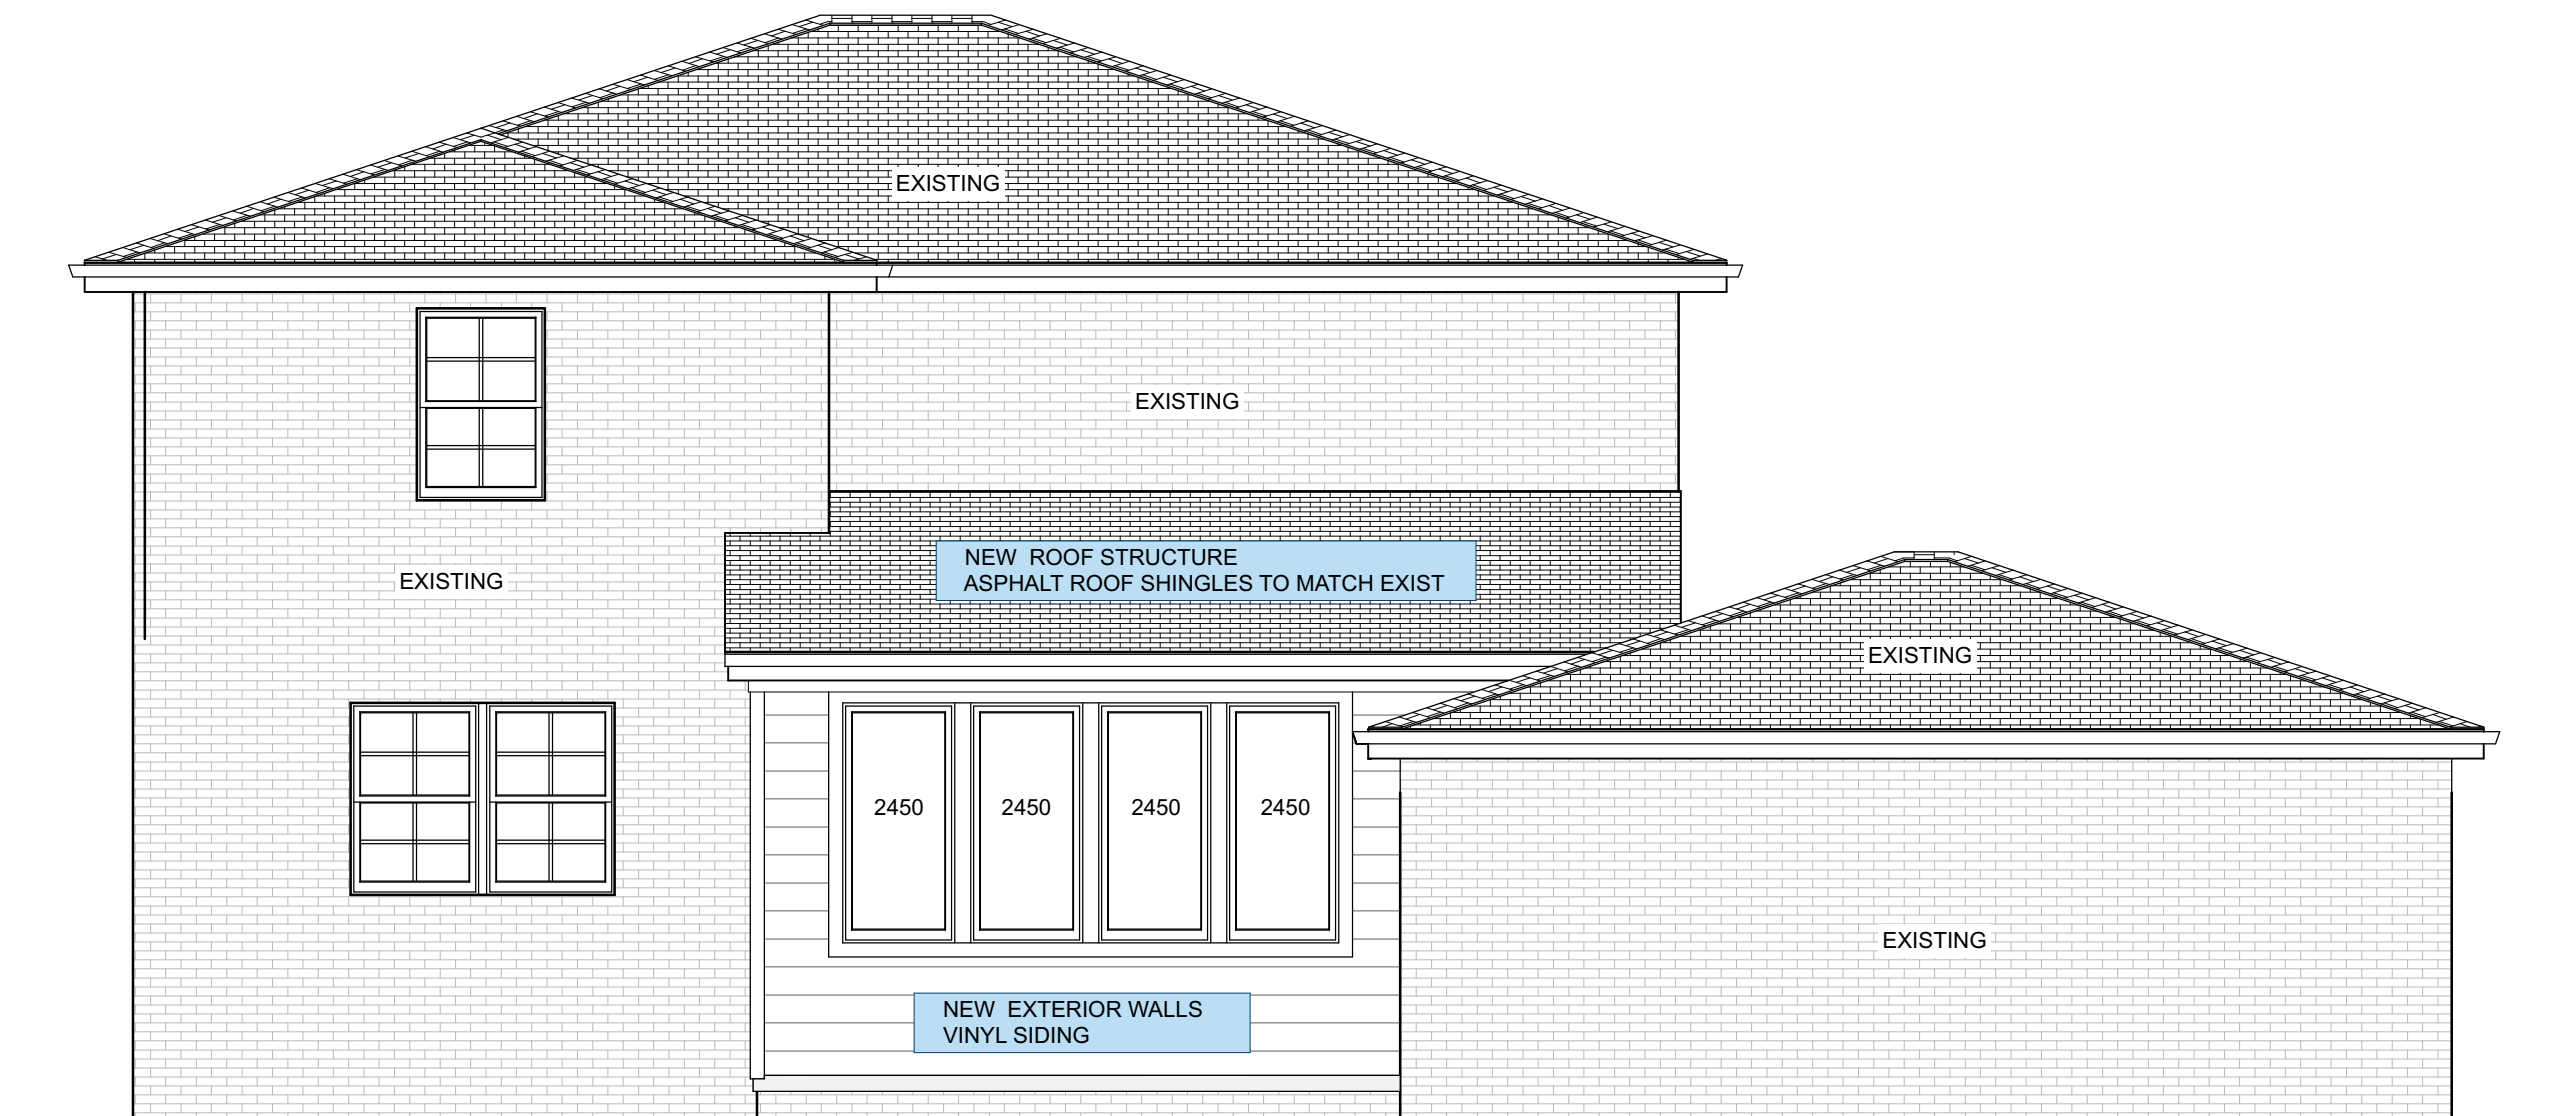 EXISTING
EXISTING
NEW  ROOF STRUCTURE
ASPHALT ROOF SHINGLES TO MATCH EXIST
EXISTING
EXISTING
2450 2450 2450 2450
EXISTING
NEW  EXTERIOR WALLS
VINYL SIDING